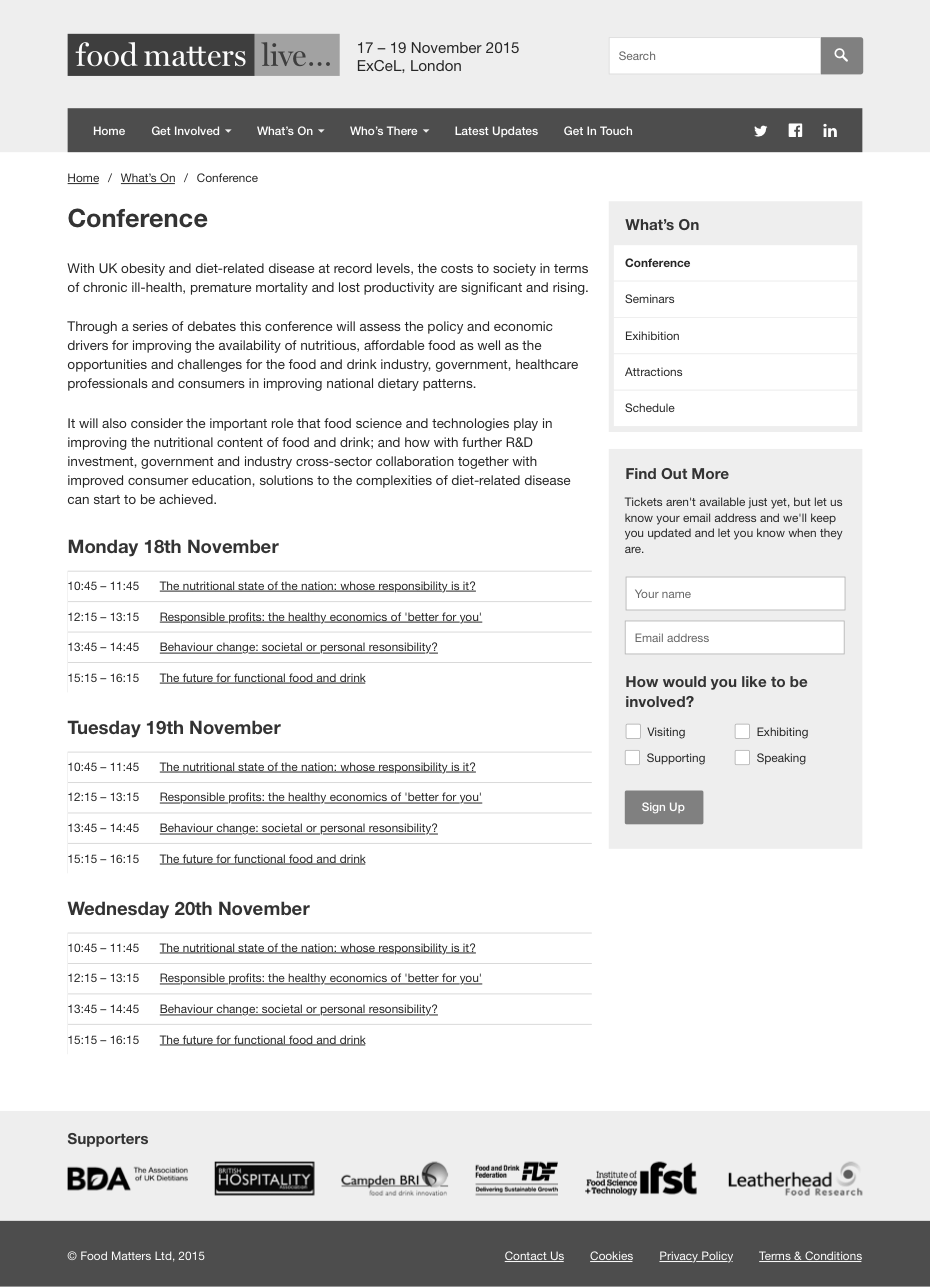 food matters live...
17 – 19 November 2015
ExCeL, London
Search
Home Get Involved What's On Who's There Latest Updates Get In Touch
Home / What's On / Conference
Conference
With UK obesity and diet-related disease at record levels, the costs to society in terms
of chronic ill-health, premature mortality and lost productivity are significant and rising.
Through a series of debates this conference will assess the policy and economic
drivers for improving the availability of nutritious, affordable food as well as the
opportunities and challenges for the food and drink industry, government, healthcare
professionals and consumers in improving national dietary patterns.
It will also consider the important role that food science and technologies play in
improving the nutritional content of food and drink; and how with further R&D
investment, government and industry cross-sector collaboration together with
improved consumer education, solutions to the complexities of diet-related disease
can start to be achieved.
Monday 18th November
10:45 – 11:45 The nutritional state of the nation: whose responsibility is it?
12:15 – 13:15 Responsible profits: the healthy economics of 'better for you'
13:45 – 14:45 Behaviour change: societal or personal resonsibility?
15:15 – 16:15 The future for functional food and drink
Tuesday 19th November
10:45 – 11:45 The nutritional state of the nation: whose responsibility is it?
12:15 – 13:15 Responsible profits: the healthy economics of 'better for you'
13:45 – 14:45 Behaviour change: societal or personal resonsibility?
15:15 – 16:15 The future for functional food and drink
Wednesday 20th November
10:45 – 11:45 The nutritional state of the nation: whose responsibility is it?
12:15 – 13:15 Responsible profits: the healthy economics of 'better for you'
13:45 – 14:45 Behaviour change: societal or personal resonsibility?
15:15 – 16:15 The future for functional food and drink
What's On
Conference
Seminars
Exihibition
Attractions
Schedule
Find Out More
Tickets aren't available just yet, but let us
know your email address and we'll keep
you updated and let you know when they
are.
Your name
Email address
How would you like to be
involved?
Visiting Exhibiting
Supporting Speaking
Sign Up
Supporters
BDA The Association
of UK Dietitians
BRITISH
HOSPITALITY
ASSOCIATION
Campden BRI
food and drink innovation
Food and Drink
Federation
FDF
Delivering Sustainable Growth
Institute of
Food Science
+Technology
ifst
Leatherhead
Food Research
© Food Matters Ltd, 2015
Contact Us Cookies Privacy Policy Terms & Conditions